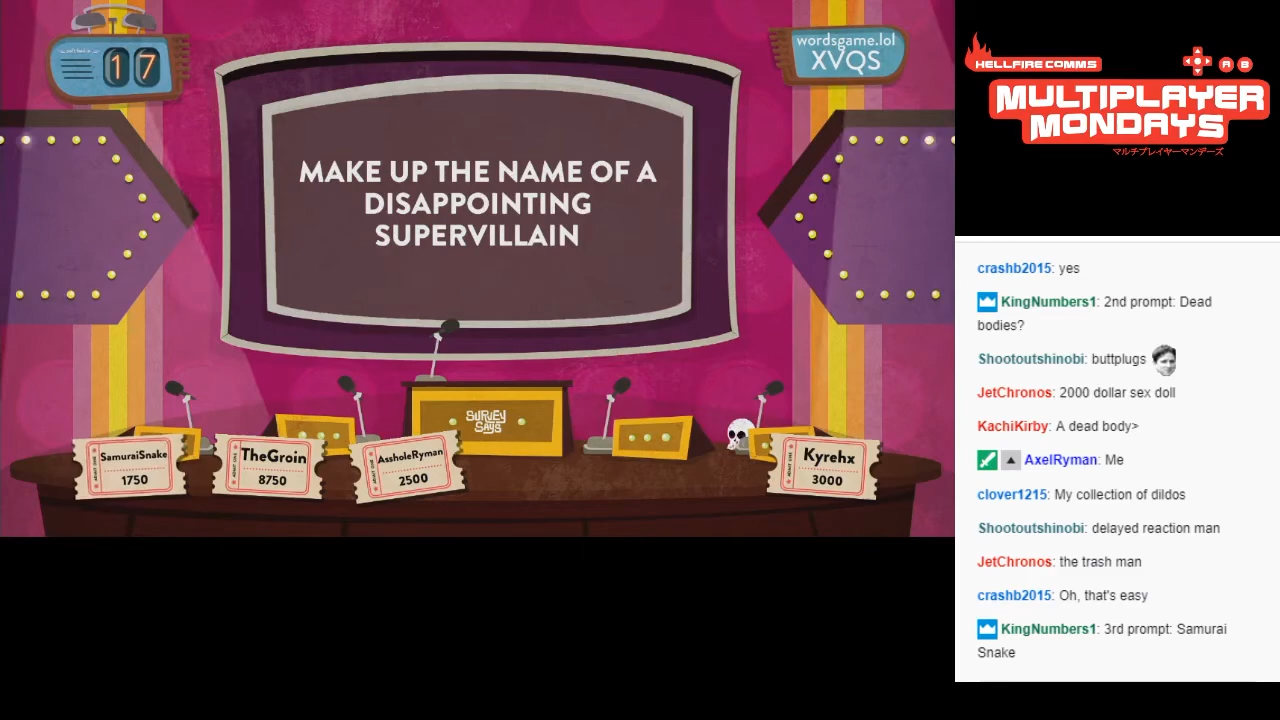 17
wordsgame.lol
XVQS
MAKE UP THE NAME OF A
DISAPPOINTING
SUPERVILLAIN
SURVEY
SAYS
SamuraiSnake
1750
TheGroin
8750
AssholeRyman
2500
Kyrehx
3000
HELLFIRE COMMS
A B
MULTIPLAYER
MONDAYS
マルチプレイヤーマンデーズ
crashb2015: yes
KingNumbers1: 2nd prompt: Dead
bodies?
Shootoutshinobi: buttplugs
JetChronos: 2000 dollar sex doll
KachiKirby: A dead body>
AxelRyman: Me
clover1215: My collection of dildos
Shootoutshinobi: delayed reaction man
JetChronos: the trash man
crashb2015: Oh, that's easy
KingNumbers1: 3rd prompt: Samurai
Snake